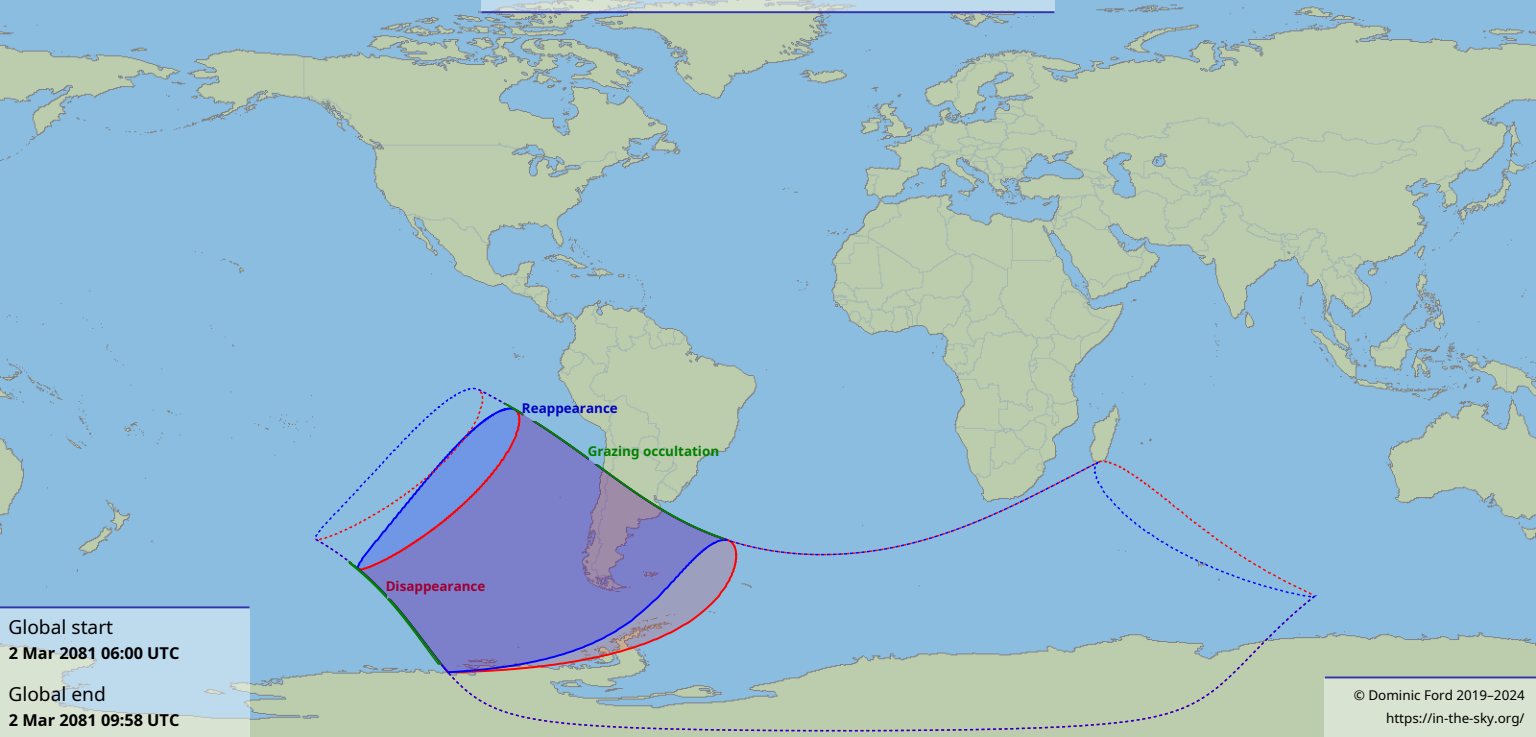 Reappearance
Grazing occultation
Disappearance
Global start
2 Mar 2081 06:00 UTC
Global end
2 Mar 2081 09:58 UTC
© Dominic Ford 2019–2024
https://in-the-sky.org/